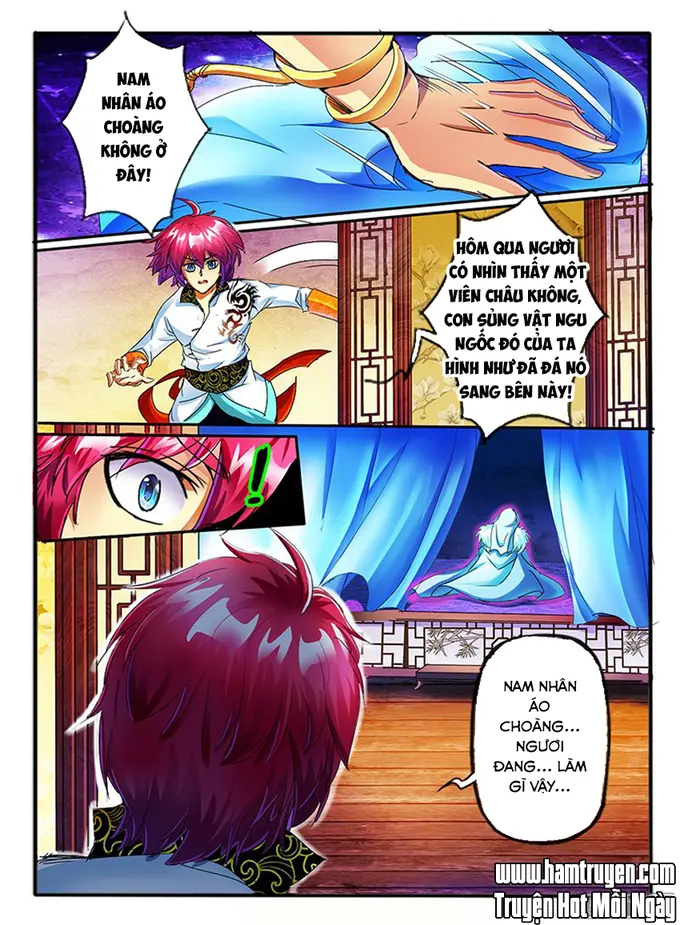 NAM
NHÂN ÁO
CHOÀNG
KHÔNG Ở
ĐÂY!
HÔM QUA NGƯƠI
CÓ NHÌN THẤY MỘT
VIÊN CHÂU KHÔNG,
CON SỦNG VẬT NGU
NGỐC ĐÓ CỦA TA
HÌNH NHƯ ĐÃ ĐÁ NÓ
SANG BÊN NÀY!
!
NAM NHÂN
ÁO
CHOÀNG...
NGƯƠI
ĐANG... LÀM
GÌ VẬY...
www.hamtruyen.com
Truyện Hot Mỗi Ngày